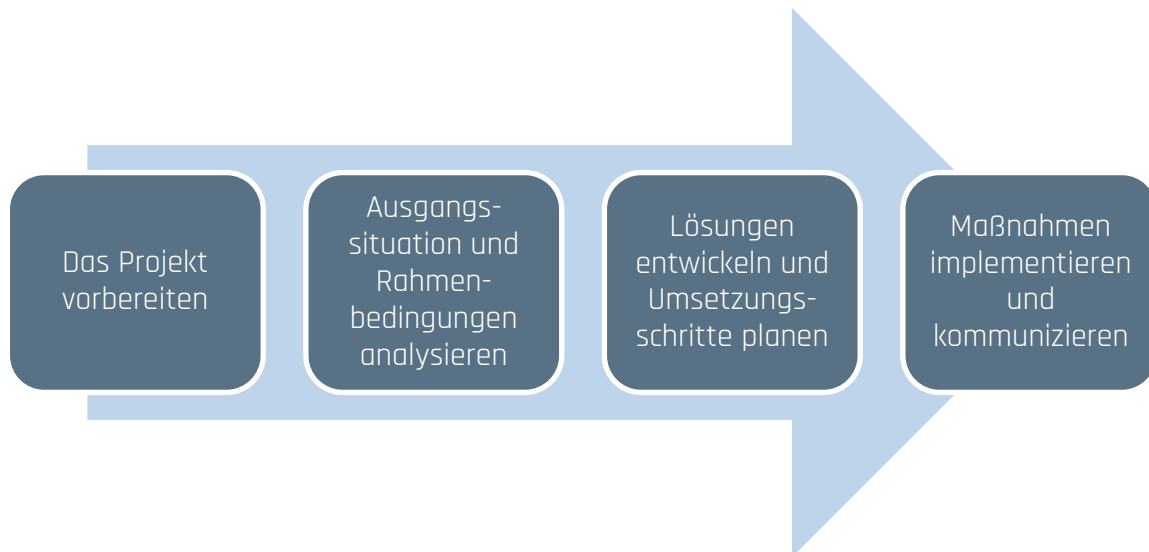 Das Projekt
vorbereiten
Ausgangs-
situation und
Rahmen-
bedingungen
analysieren
Lösungen
entwickeln und
Umsetzungs-
schritte planen
Maßnahmen
implementieren
und
kommunizieren